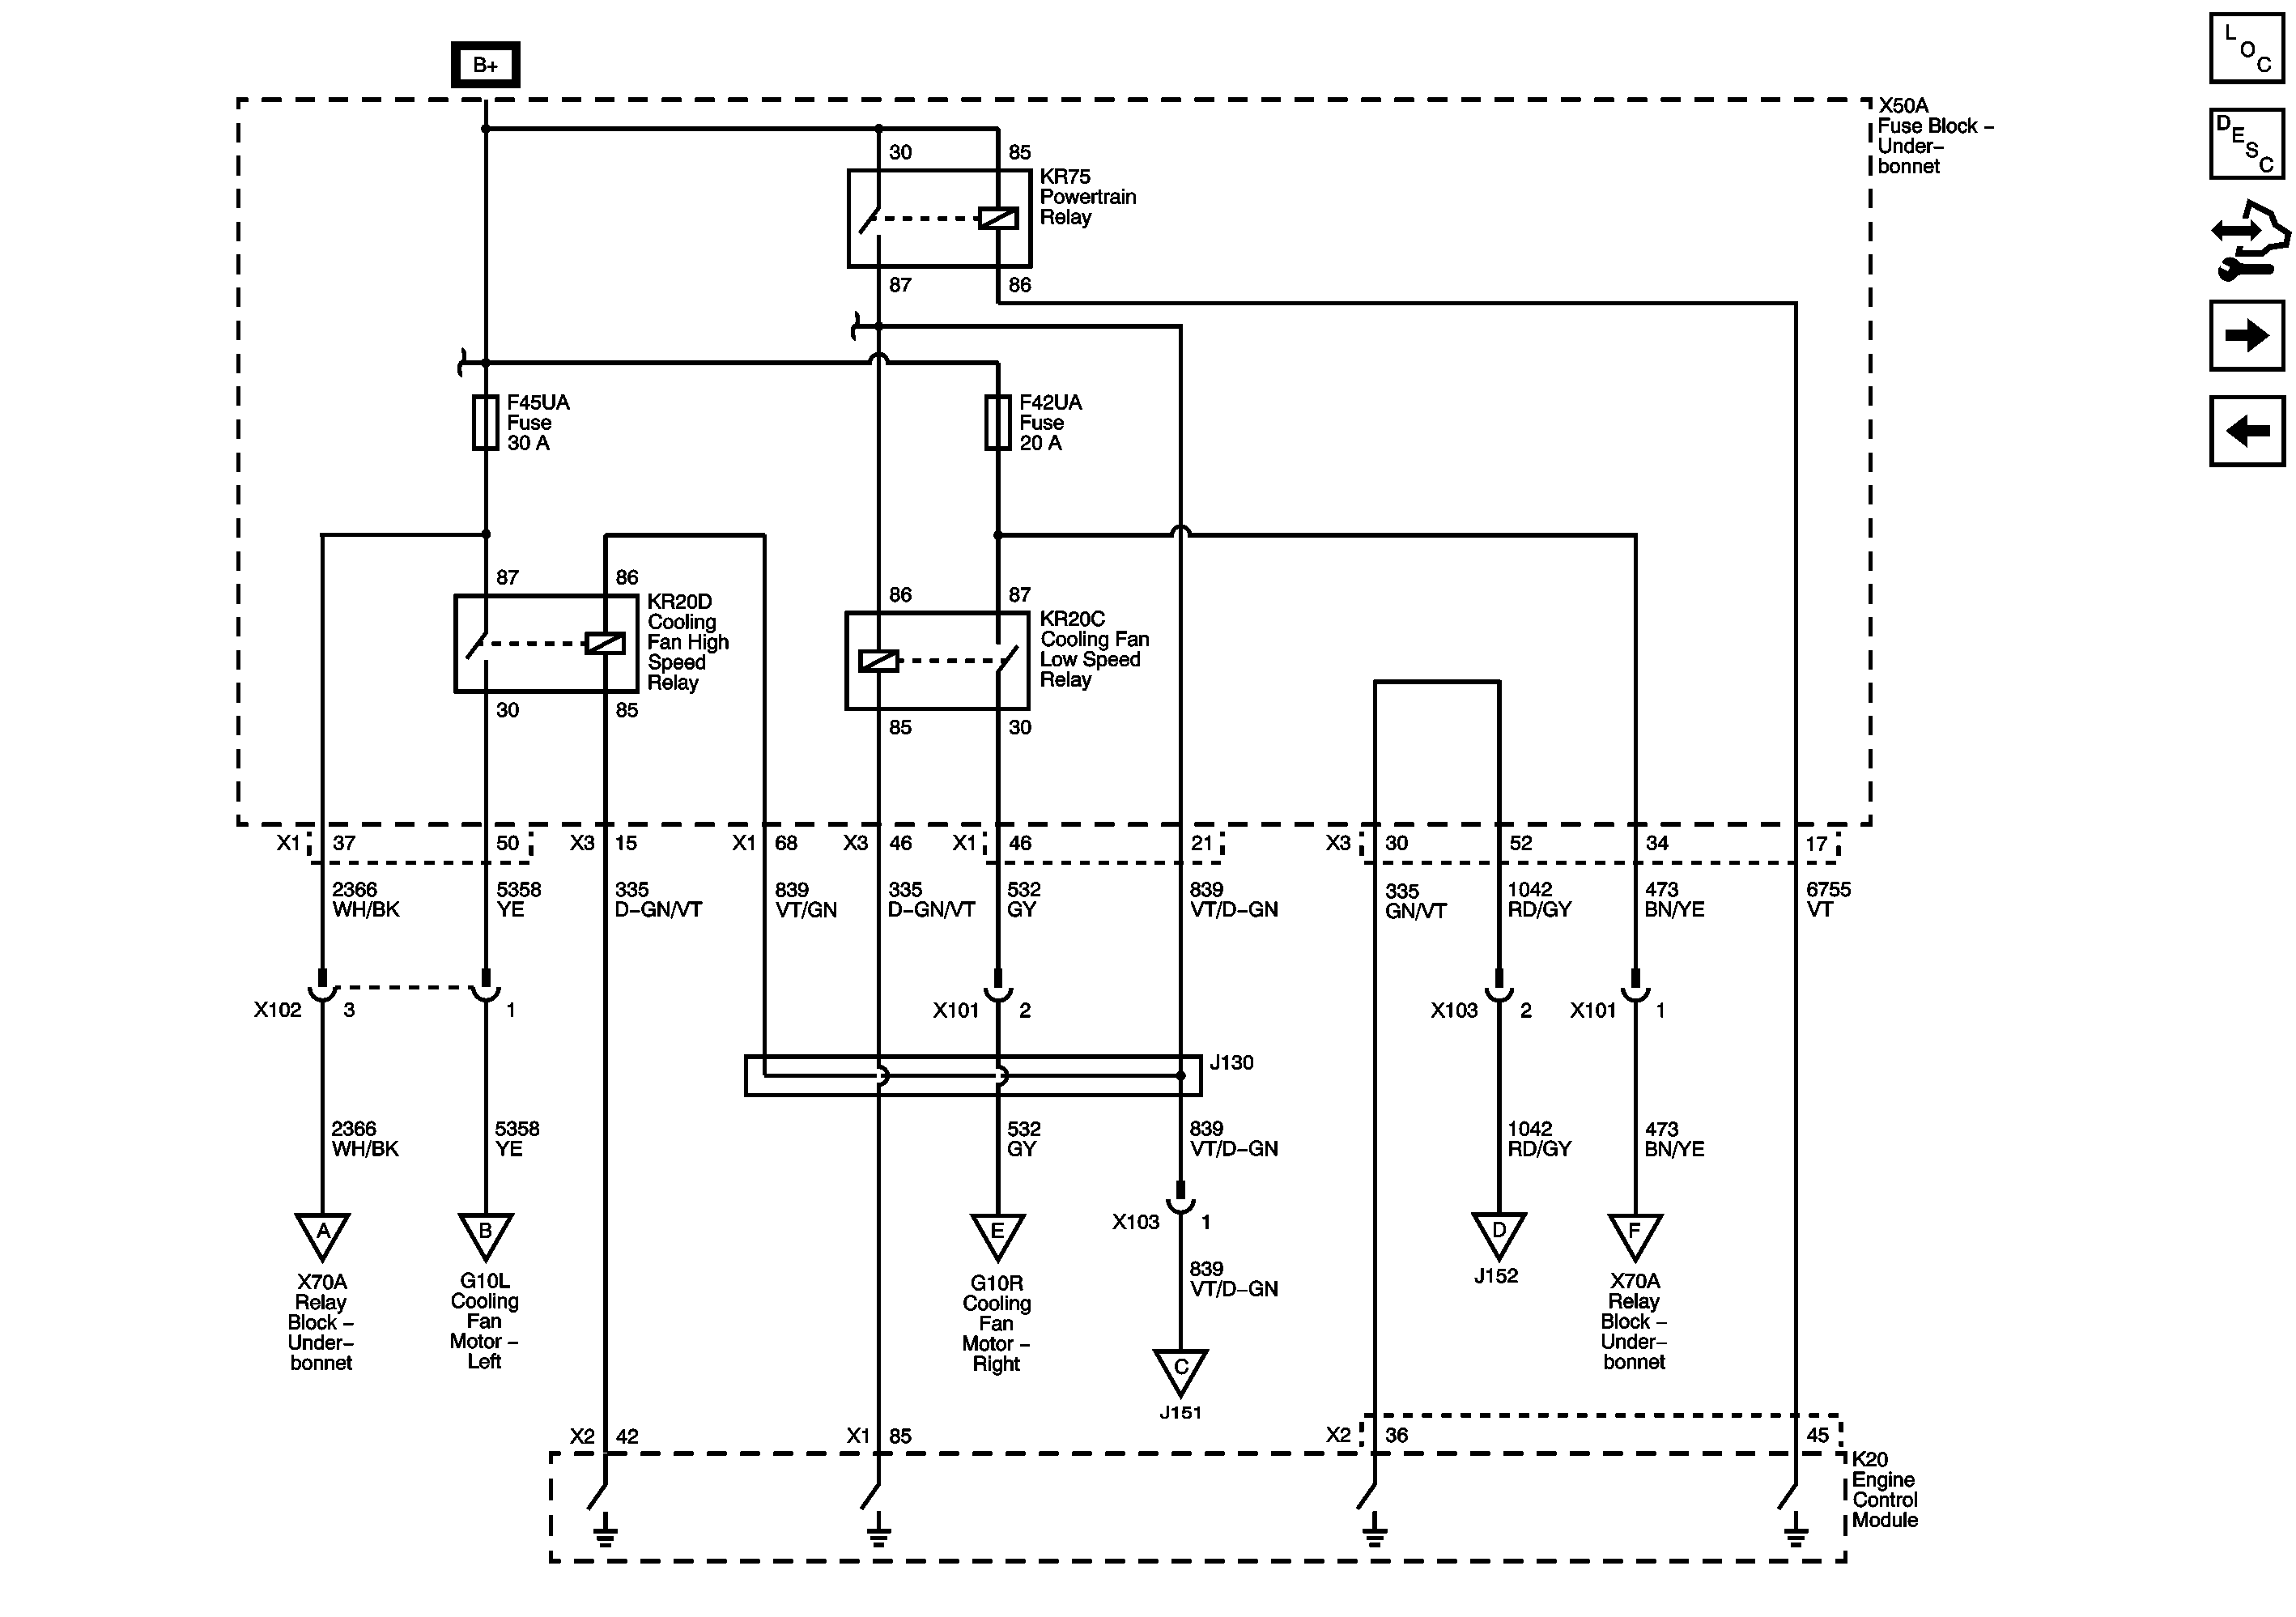 L
O
C
B+
X50A
Fuse Block –
Under–
bonnet
D
E
S
C
30 85
KR75
Powertrain
Relay
87 86
F45UA
Fuse
30 A
F42UA
Fuse
20 A
87 86
KR20D
Cooling
Fan High
Speed
Relay
30 85
86 87
KR20C
Cooling Fan
Low Speed
Relay
85 30
X1 37 50 X3 15 X1 68 X3 46 X1 46 21 X3 30 52 34 17
2366
WH/BK
5358
YE
335
D–GN/VT
839
VT/GN
335
D–GN/VT
532
GY
839
VT/D–GN
335
GN/VT
1042
RD/GY
473
BN/YE
6755
VT
X102 3 1 X101 2 X103 2 X101 1
J130
2366
WH/BK
5358
YE
532
GY
839
VT/D–GN
1042
RD/GY
473
BN/YE
X103 1
A
X70A
Relay
Block –
Under–
bonnet
B
G10L
Cooling
Fan
Motor –
Left
E
G10R
Cooling
Fan
Motor –
Right
839
VT/D–GN
C
J151
D
J152
F
X70A
Relay
Block –
Under–
bonnet
X2 42 X1 85 X2 36 45
K20
Engine
Control
Module